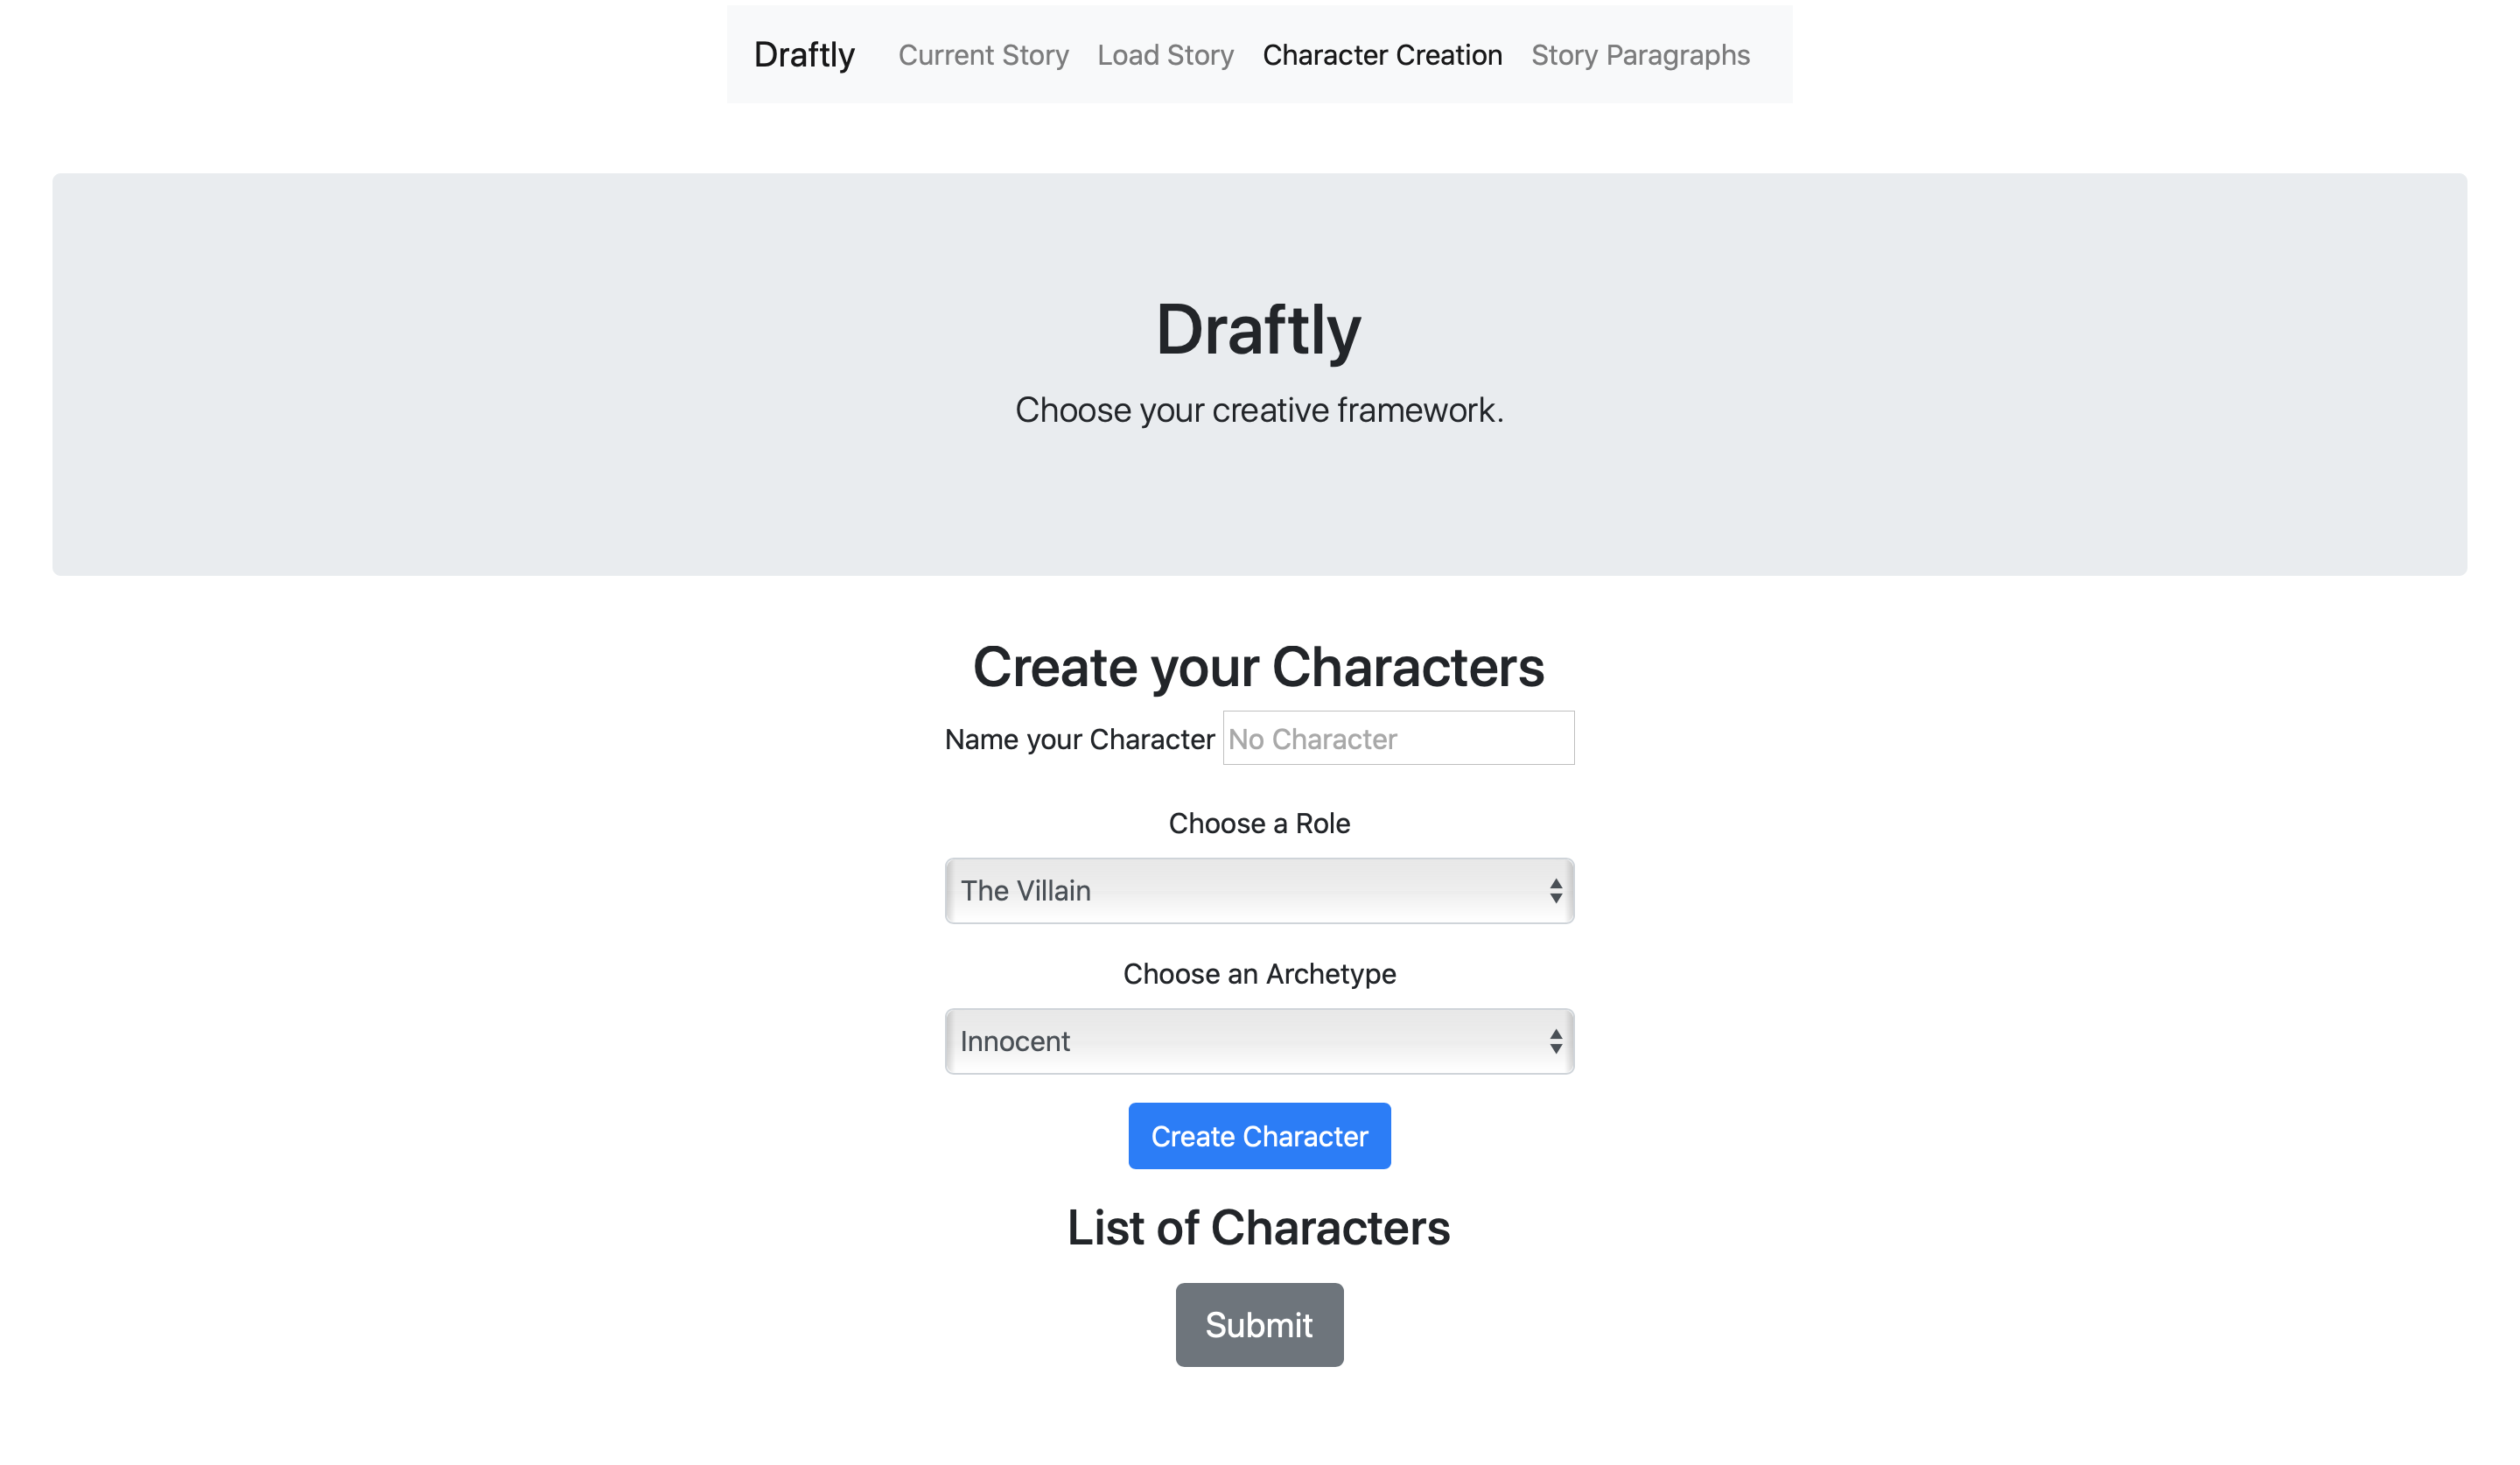 Draftly Current Story Load Story Character Creation Story Paragraphs
Draftly
Choose your creative framework.
Create your Characters
Name your Character No Character
Choose a Role
The Villain
Choose an Archetype
Innocent
Create Character
List of Characters
Submit